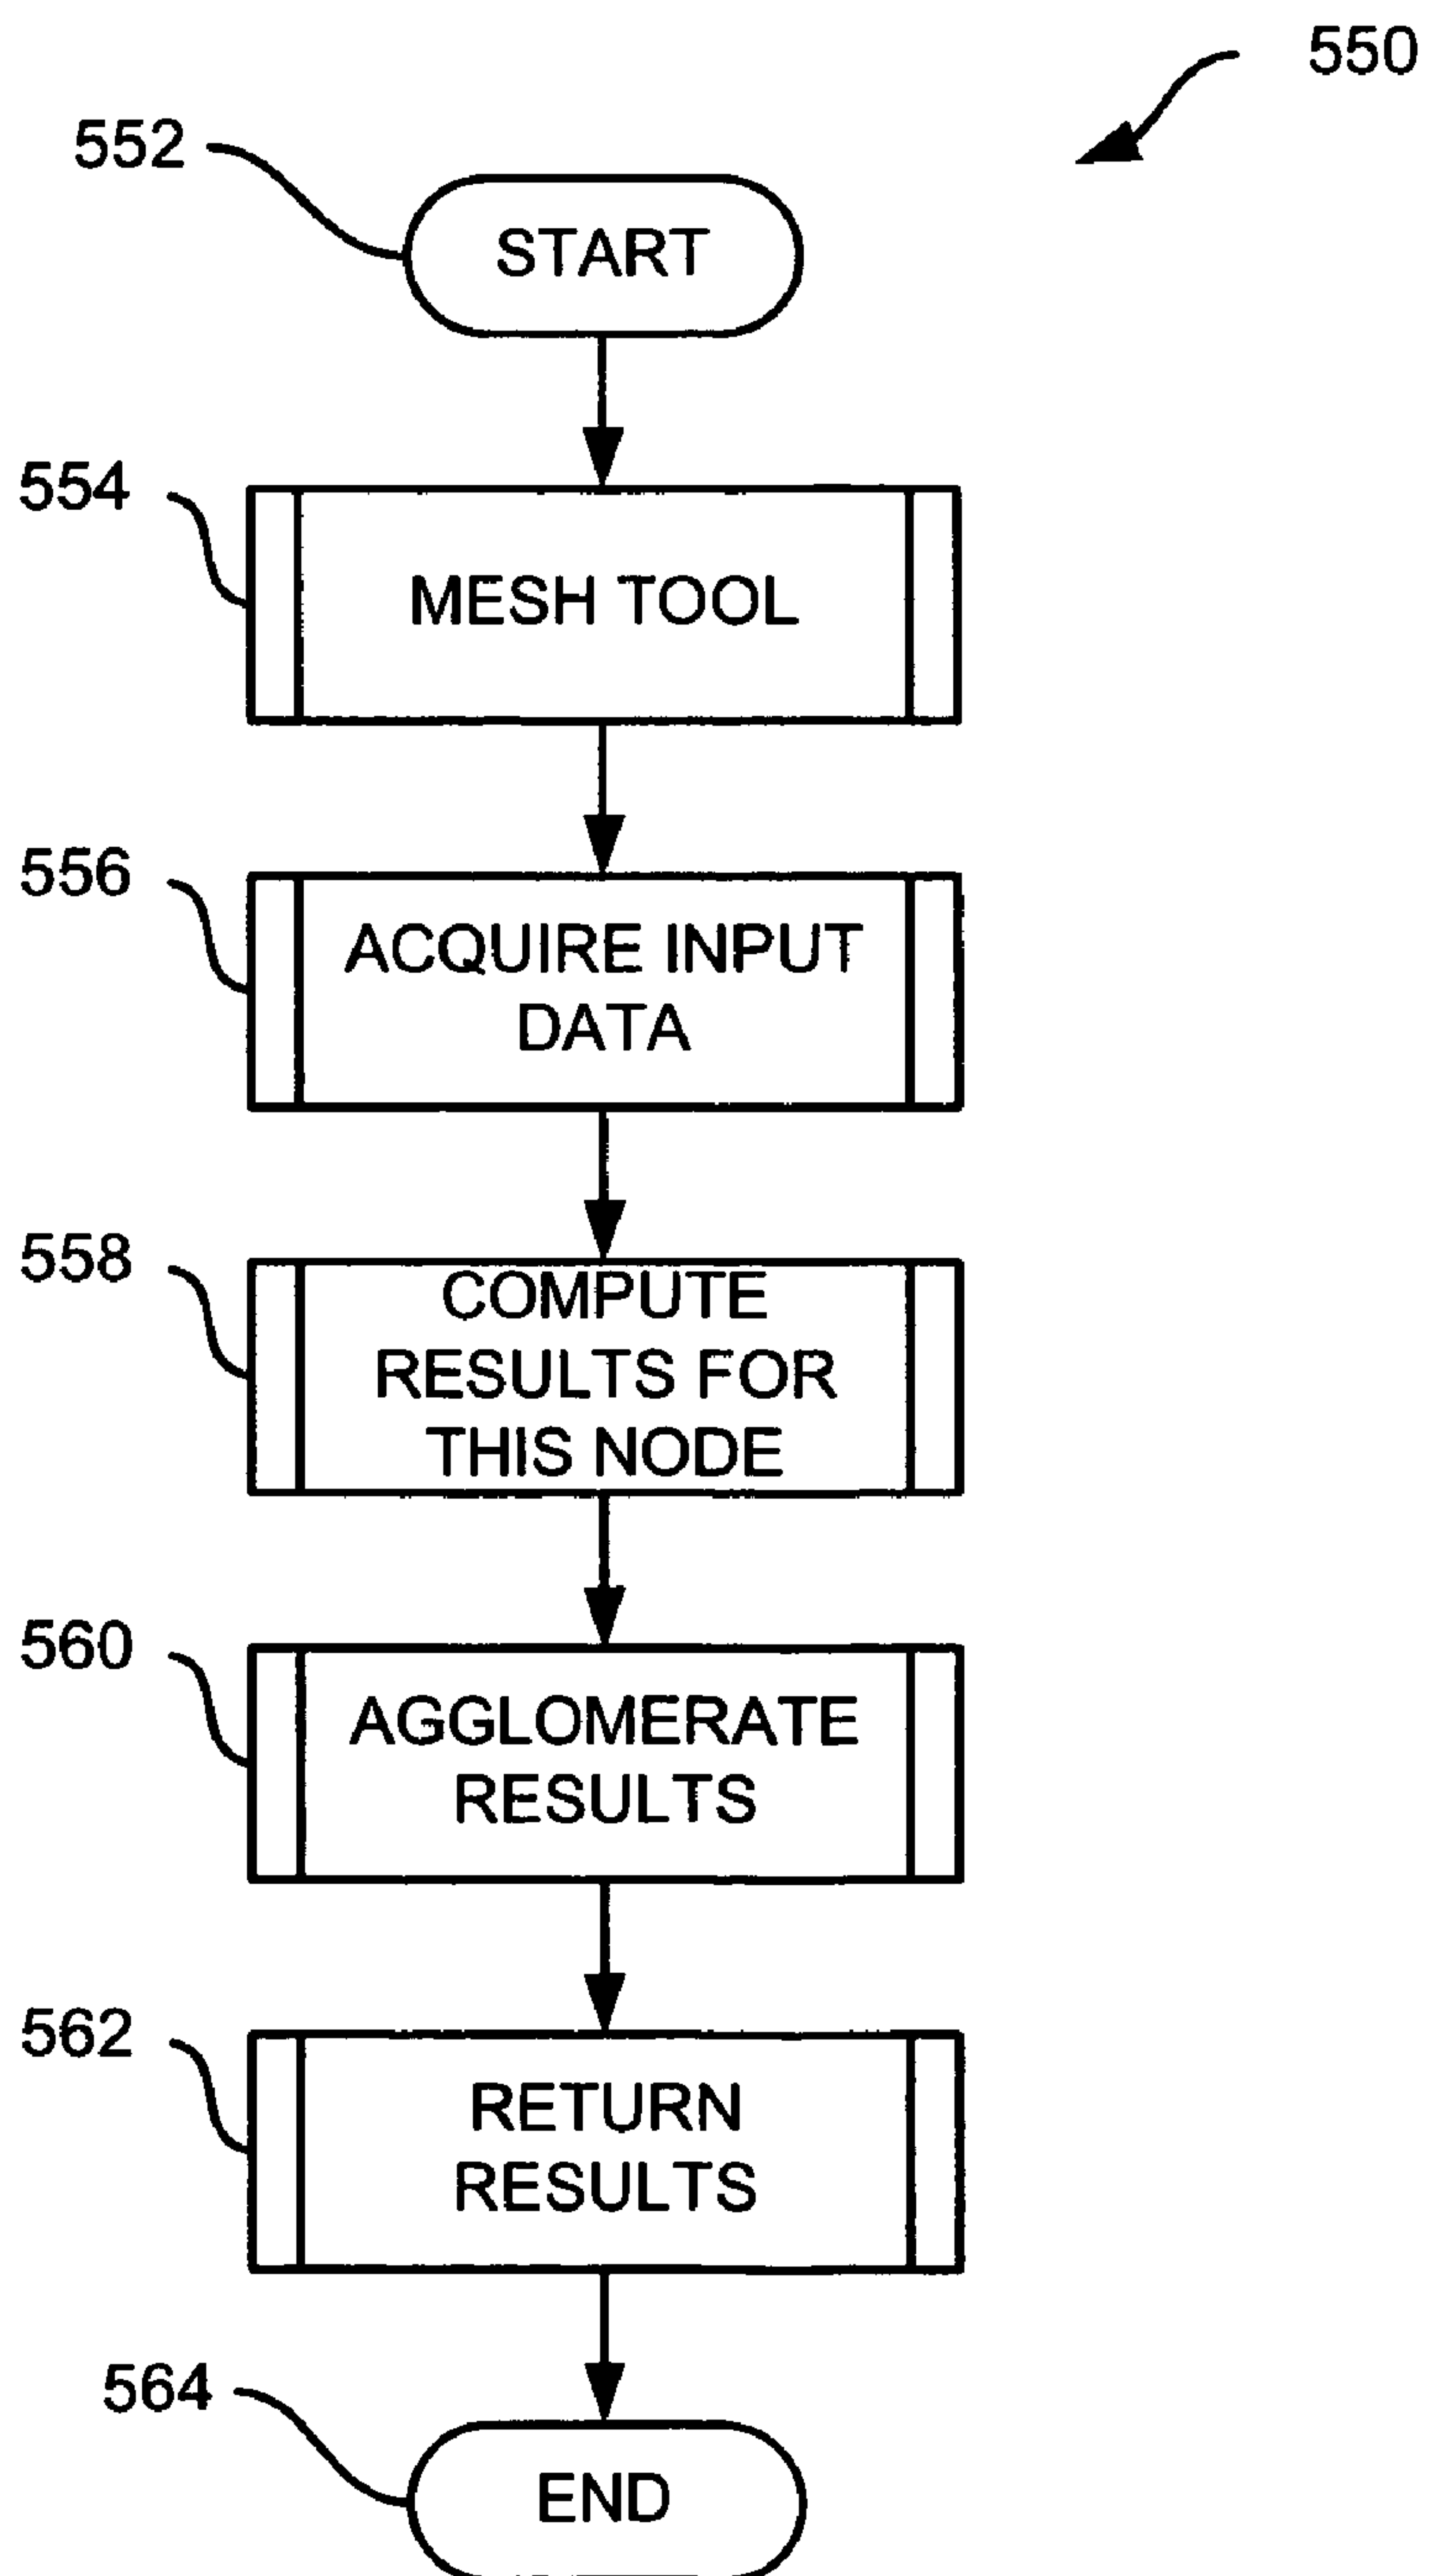 550
552
START
554
MESH TOOL
556
ACQUIRE INPUT
DATA
558
COMPUTE
RESULTS FOR
THIS NODE
560
AGGLOMERATE
RESULTS
562
RETURN
RESULTS
564
END